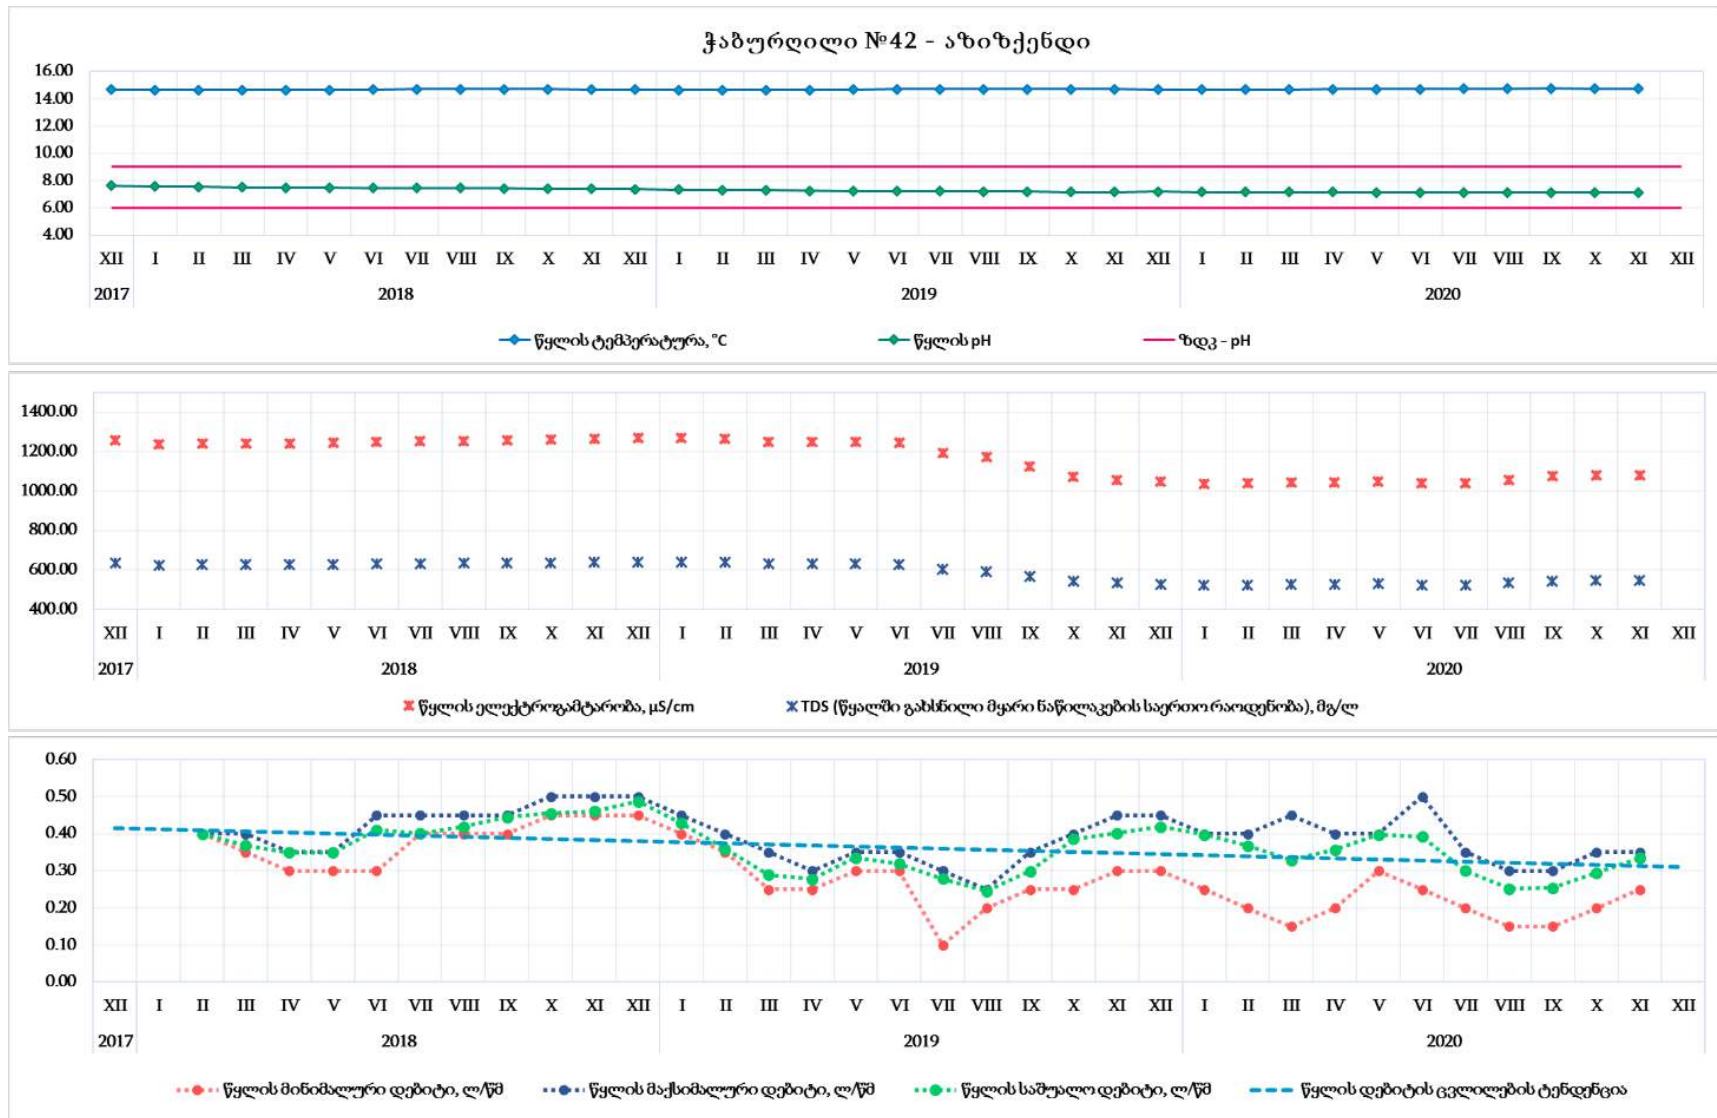 ჭაბურღილი №42 - აზიზქენდი
16.00
14.00
12.00
10.00
8.00
6.00
4.00
XII I II III IV V VI VII VIII IX X XI XII I II III IV V VI VII VIII IX X XI XII I II III IV V VI VII VIII IX X XI XII
2017 2018 2019 2020
წყლის ტემპერატურა, °C წყლის pH ზდკ - pH
1400.00
1200.00
1000.00
800.00
600.00
400.00
XII I II III IV V VI VII VIII IX X XI XII I II III IV V VI VII VIII IX X XI XII I II III IV V VI VII VIII IX X XI XII
2017 2018 2019 2020
წყლის ელექტროგამტარობა, µS/cm TDS (წყალში გახსნილი მყარი ნაწილაკების საერთო რაოდენობა), მგ/ლ
0.60
0.50
0.40
0.30
0.20
0.10
0.00
XII I II III IV V VI VII VIII IX X XI XII I II III IV V VI VII VIII IX X XI XII I II III IV V VI VII VIII IX X XI XII
2017 2018 2019 2020
წყლის მინიმალური დებიტი, ლ/წმ წყლის მაქსიმალური დებიტი, ლ/წმ წყლის საშუალო დებიტი, ლ/წმ წყლის დებიტის ცვლილების ტენდენცია